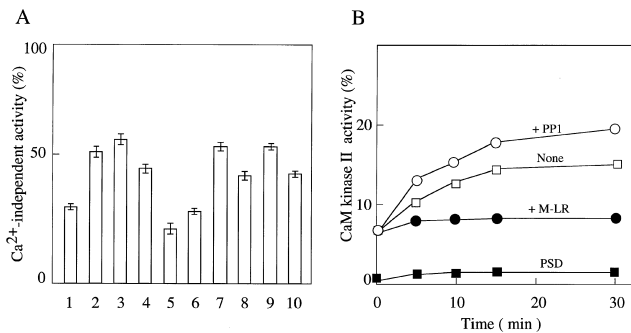 A
Ca2+-independent activity (%)
100
50
0
1 2 3 4 5 6 7 8 9 10
B
CaM kinase II activity (%)
20
10
0
+ PP1
None
+ M-LR
PSD
0 10 20 30
Time ( min )